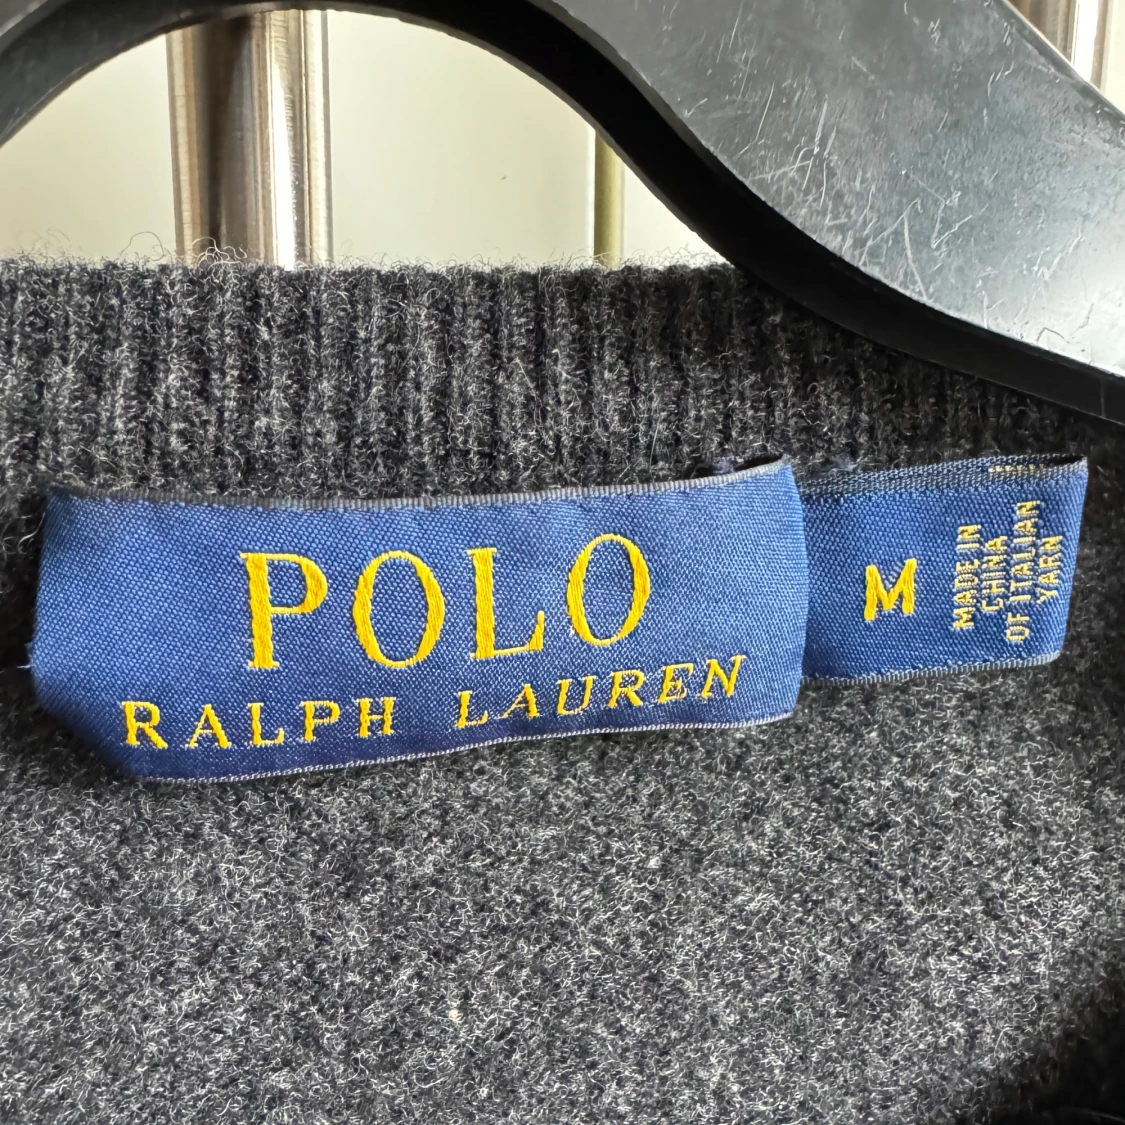 POLO
RALPH LAUREN
M
MADE IN
CHINA
OF ITALIAN
YARN